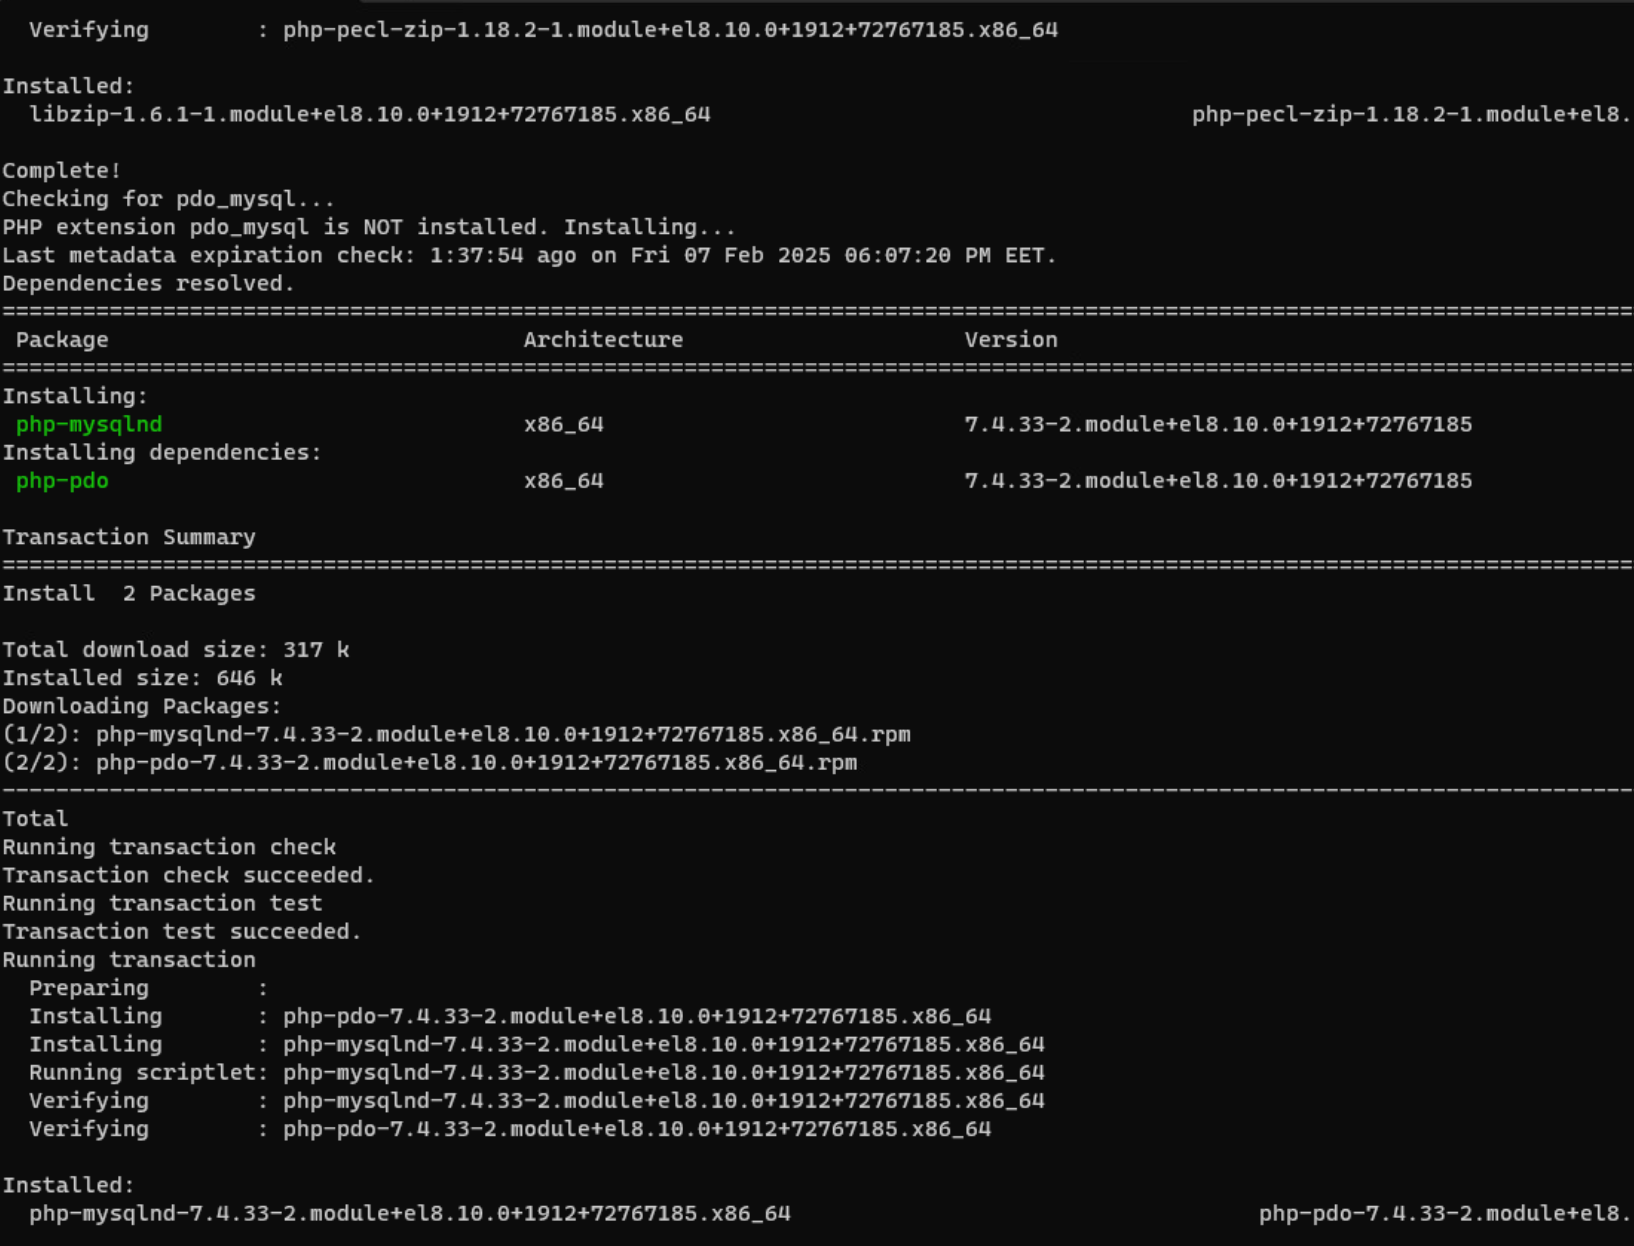 Verifying        : php-pecl-zip-1.18.2-1.module+el8.10.0+1912+72767185.x86_64
Installed:
libzip-1.6.1-1.module+el8.10.0+1912+72767185.x86_64 php-pecl-zip-1.18.2-1.module+el8.
Complete!
Checking for pdo_mysql...
PHP extension pdo_mysql is NOT installed. Installing...
Last metadata expiration check: 1:37:54 ago on Fri 07 Feb 2025 06:07:20 PM EET.
Dependencies resolved.
Package Architecture Version
Installing:
php-mysqlnd x86_64 7.4.33-2.module+el8.10.0+1912+72767185
Installing dependencies:
php-pdo x86_64 7.4.33-2.module+el8.10.0+1912+72767185
Transaction Summary
Install  2 Packages
Total download size: 317 k
Installed size: 646 k
Downloading Packages:
(1/2): php-mysqlnd-7.4.33-2.module+el8.10.0+1912+72767185.x86_64.rpm
(2/2): php-pdo-7.4.33-2.module+el8.10.0+1912+72767185.x86_64.rpm
Total
Running transaction check
Transaction check succeeded.
Running transaction test
Transaction test succeeded.
Running transaction
Preparing        :
Installing       : php-pdo-7.4.33-2.module+el8.10.0+1912+72767185.x86_64
Installing       : php-mysqlnd-7.4.33-2.module+el8.10.0+1912+72767185.x86_64
Running scriptlet: php-mysqlnd-7.4.33-2.module+el8.10.0+1912+72767185.x86_64
Verifying        : php-mysqlnd-7.4.33-2.module+el8.10.0+1912+72767185.x86_64
Verifying        : php-pdo-7.4.33-2.module+el8.10.0+1912+72767185.x86_64
Installed:
php-mysqlnd-7.4.33-2.module+el8.10.0+1912+72767185.x86_64 php-pdo-7.4.33-2.module+el8.